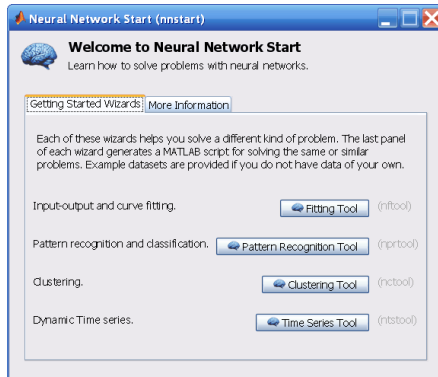 Neural Network Start (nnstart)
Welcome to Neural Network Start
Learn how to solve problems with neural networks.
Getting Started Wizards More Information
Each of these wizards helps you solve a different kind of problem. The last panel
of each wizard generates a MATLAB script for solving the same or similar
problems. Example datasets are provided if you do not have data of your own.
Input-output and curve fitting. Fitting Tool (nftool)
Pattern recognition and classification. Pattern Recognition Tool (nprtool)
Clustering. Clustering Tool (nctool)
Dynamic Time series. Time Series Tool (ntstool)